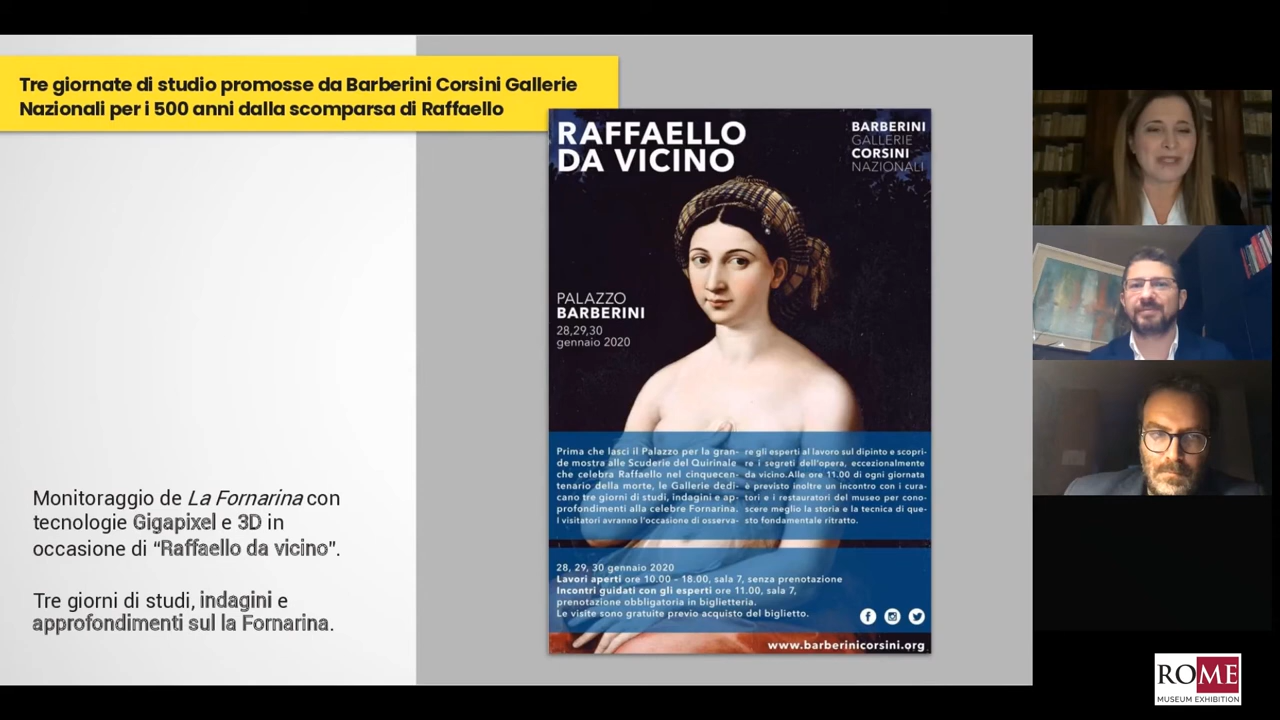 Tre giornate di studio promosse da Barberini Corsini Gallerie
Nazionali per i 500 anni dalla scomparsa di Raffaello
Monitoraggio de La Fornarina con
tecnologie Gigapixel e 3D in
occasione di “Raffaello da vicino”.
Tre giorni di studi, indagini e
approfondimenti sul la Fornarina.
RAFFAELLO
DA VICINO
BARBERINI
GALLERIE
CORSINI
NAZIONALI
PALAZZO
BARBERINI
28,29,30
gennaio 2020
Prima che lasci il Palazzo per la gran-
de mostra alle Scuderie del Quirinale
che celebra Raffaello nel cinquecen-
tenario della morte, le Gallerie dedi-
cano tre giorni di studi, indagini e ap-
profondimenti alla celebre Fornarina.
I visitatori avranno l'occasione di osserva-
re gli esperti al lavoro sul dipinto e scopri-
re i segreti dell'opera, eccezionalmente
da vicino.Alle ore 11.00 di ogni giornata
è previsto inoltre un incontro con i cura-
tori e i restauratori del museo per cono-
scere meglio la storia e la tecnica di que-
sto fondamentale ritratto.
28, 29, 30 gennaio 2020
Lavori aperti ore 10.00 - 18.00, sala 7, senza prenotazione
Incontri guidati con gli esperti ore 11.00, sala 7,
prenotazione obbligatoria in biglietteria.
Le visite sono gratuite previo acquisto del biglietto.
www.barberinicorsini.org
ROME
MUSEUM EXHIBITION